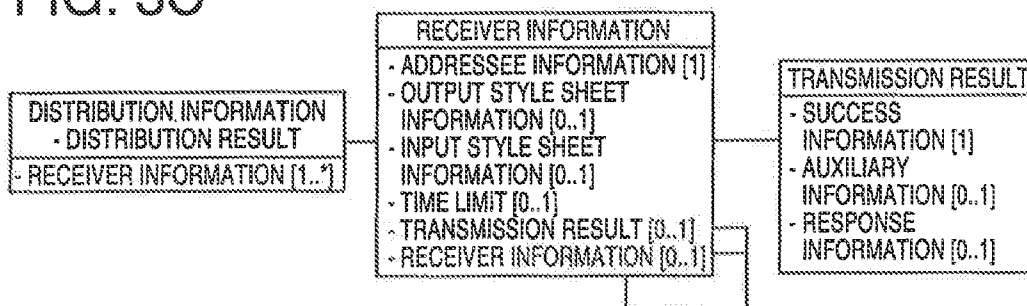 DISTRIBUTION INFORMATION
- DISTRIBUTION RESULT
- RECEIVER INFORMATION [1..*]
RECEIVER INFORMATION
- ADDRESSEE INFORMATION [1]
- OUTPUT STYLE SHEET
INFORMATION [0..1]
- INPUT STYLE SHEET
INFORMATION [0..1]
- TIME LIMIT [0..1]
- TRANSMISSION RESULT [0..1]
- RECEIVER INFORMATION [0..1]
TRANSMISSION RESULT
- SUCCESS
INFORMATION [1]
- AUXILIARY
INFORMATION [0..1]
- RESPONSE
INFORMATION [0..1]